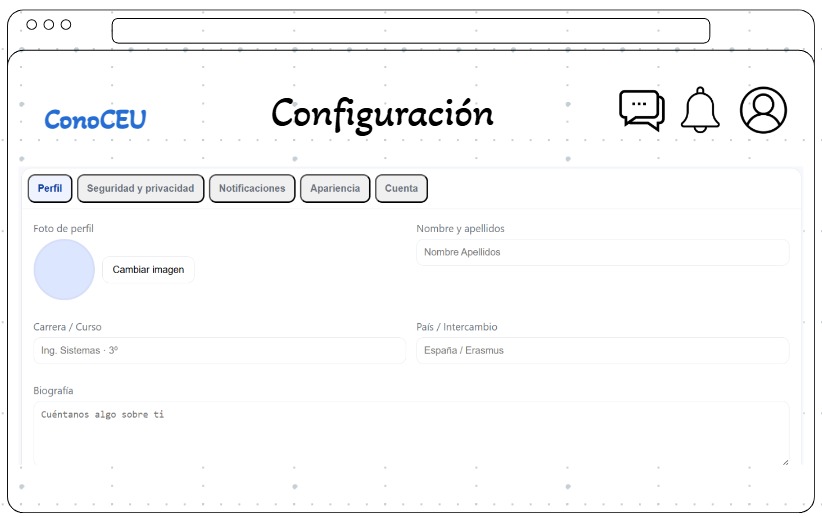 ConoCEU
Configuración
Perfil
Seguridad y privacidad
Notificaciones
Apariencia
Cuenta
Foto de perfil
Cambiar imagen
Nombre y apellidos
Nombre Apellidos
Carrera / Curso
Ing. Sistemas · 3º
País / Intercambio
España / Erasmus
Biografía
Cuéntanos algo sobre ti